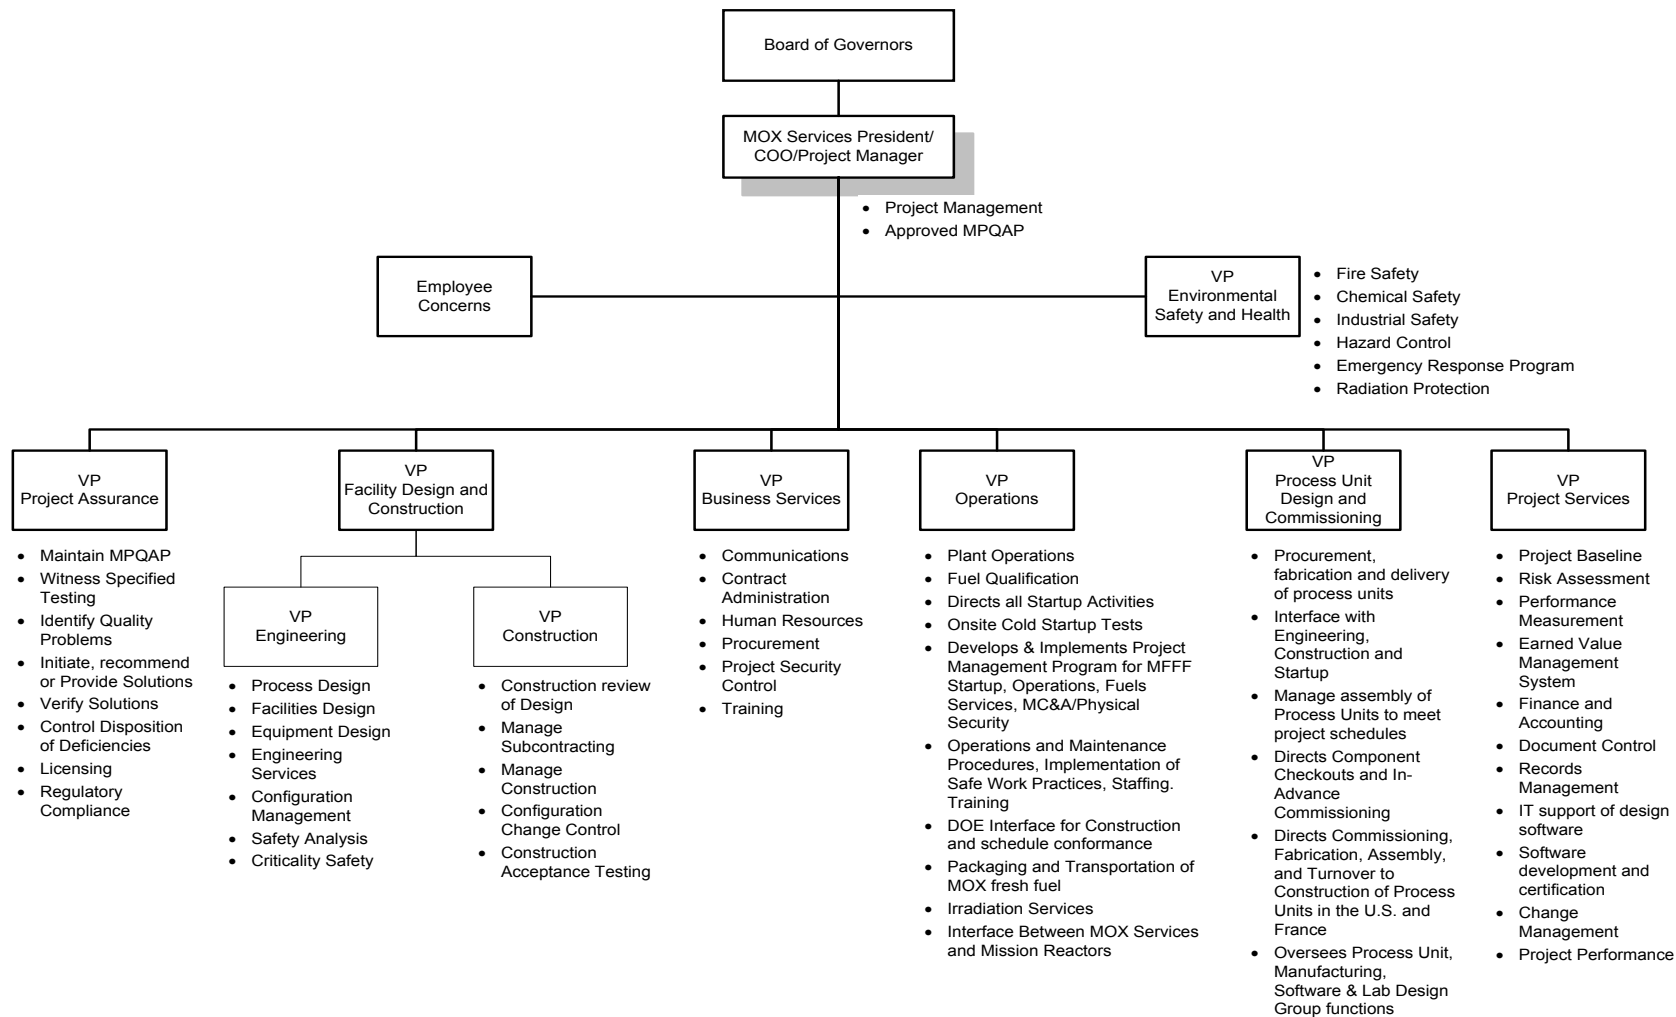 Board of Governors
MOX Services President/
COO/Project Manager
• Project Management
• Approved MPQAP
Employee
Concerns
VP
Environmental
Safety and Health
• Fire Safety
• Chemical Safety
• Industrial Safety
• Hazard Control
• Emergency Response Program
• Radiation Protection
VP
Project Assurance
• Maintain MPQAP
• Witness Specified
Testing
• Identify Quality
Problems
• Initiate, recommend
or Provide Solutions
• Verify Solutions
• Control Disposition
of Deficiencies
• Licensing
• Regulatory
Compliance
VP
Facility Design and
Construction
VP
Engineering
• Process Design
• Facilities Design
• Equipment Design
• Engineering
Services
• Configuration
Management
• Safety Analysis
• Criticality Safety
VP
Construction
• Construction review
of Design
• Manage
Subcontracting
• Manage
Construction
• Configuration
Change Control
• Construction
Acceptance Testing
VP
Business Services
• Communications
• Contract
Administration
• Human Resources
• Procurement
• Project Security
Control
• Training
VP
Operations
• Plant Operations
• Fuel Qualification
• Directs all Startup Activities
• Onsite Cold Startup Tests
• Develops & Implements Project
Management Program for MFFF
Startup, Operations, Fuels
Services, MC&A/Physical
Security
• Operations and Maintenance
Procedures, Implementation of
Safe Work Practices, Staffing.
Training
• DOE Interface for Construction
and schedule conformance
• Packaging and Transportation of
MOX fresh fuel
• Irradiation Services
• Interface Between MOX Services
and Mission Reactors
VP
Process Unit
Design and
Commissioning
• Procurement,
fabrication and delivery
of process units
• Interface with
Engineering,
Construction and
Startup
• Manage assembly of
Process Units to meet
project schedules
• Directs Component
Checkouts and In-
Advance
Commissioning
• Directs Commissioning,
Fabrication, Assembly,
and Turnover to
Construction of Process
Units in the U.S. and
France
• Oversees Process Unit,
Manufacturing,
Software & Lab Design
Group functions
VP
Project Services
• Project Baseline
• Risk Assessment
• Performance
Measurement
• Earned Value
Management
System
• Finance and
Accounting
• Document Control
• Records
Management
• IT support of design
software
• Software
development and
certification
• Change
Management
• Project Performance